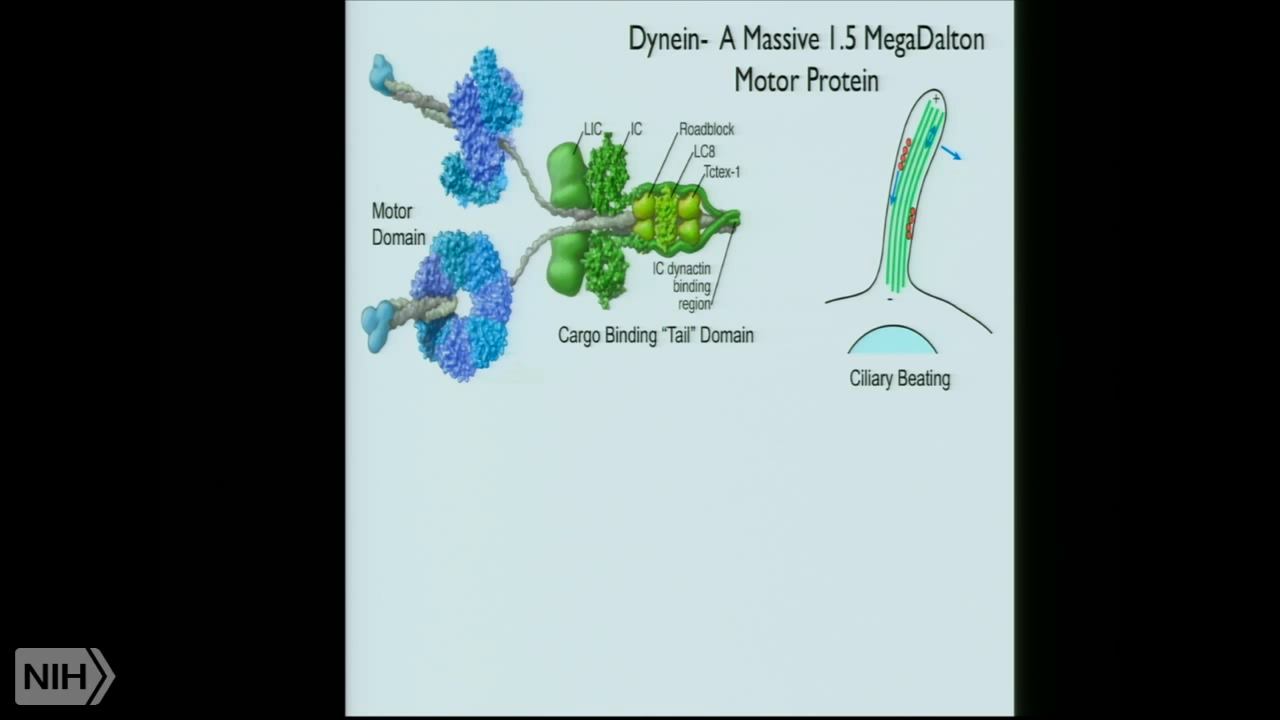 Dynein- A Massive 1.5 MegaDalton
Motor Protein
LIC
IC
Roadblock
LC8
Tctex-1
Motor
Domain
IC dynactin
binding
region
Cargo Binding “Tail” Domain
+
-
Ciliary Beating
NIH